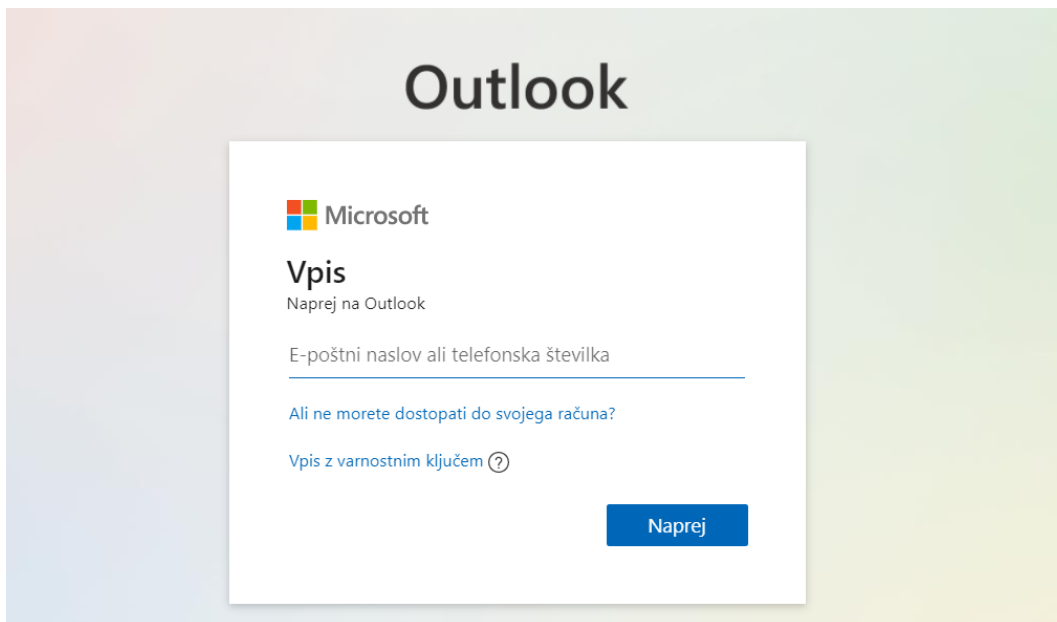 Outlook
Microsoft
Vpis
Naprej na Outlook
E-poštni naslov ali telefonska številka
Ali ne morete dostopati do svojega računa?
Vpis z varnostnim ključem ?
Naprej